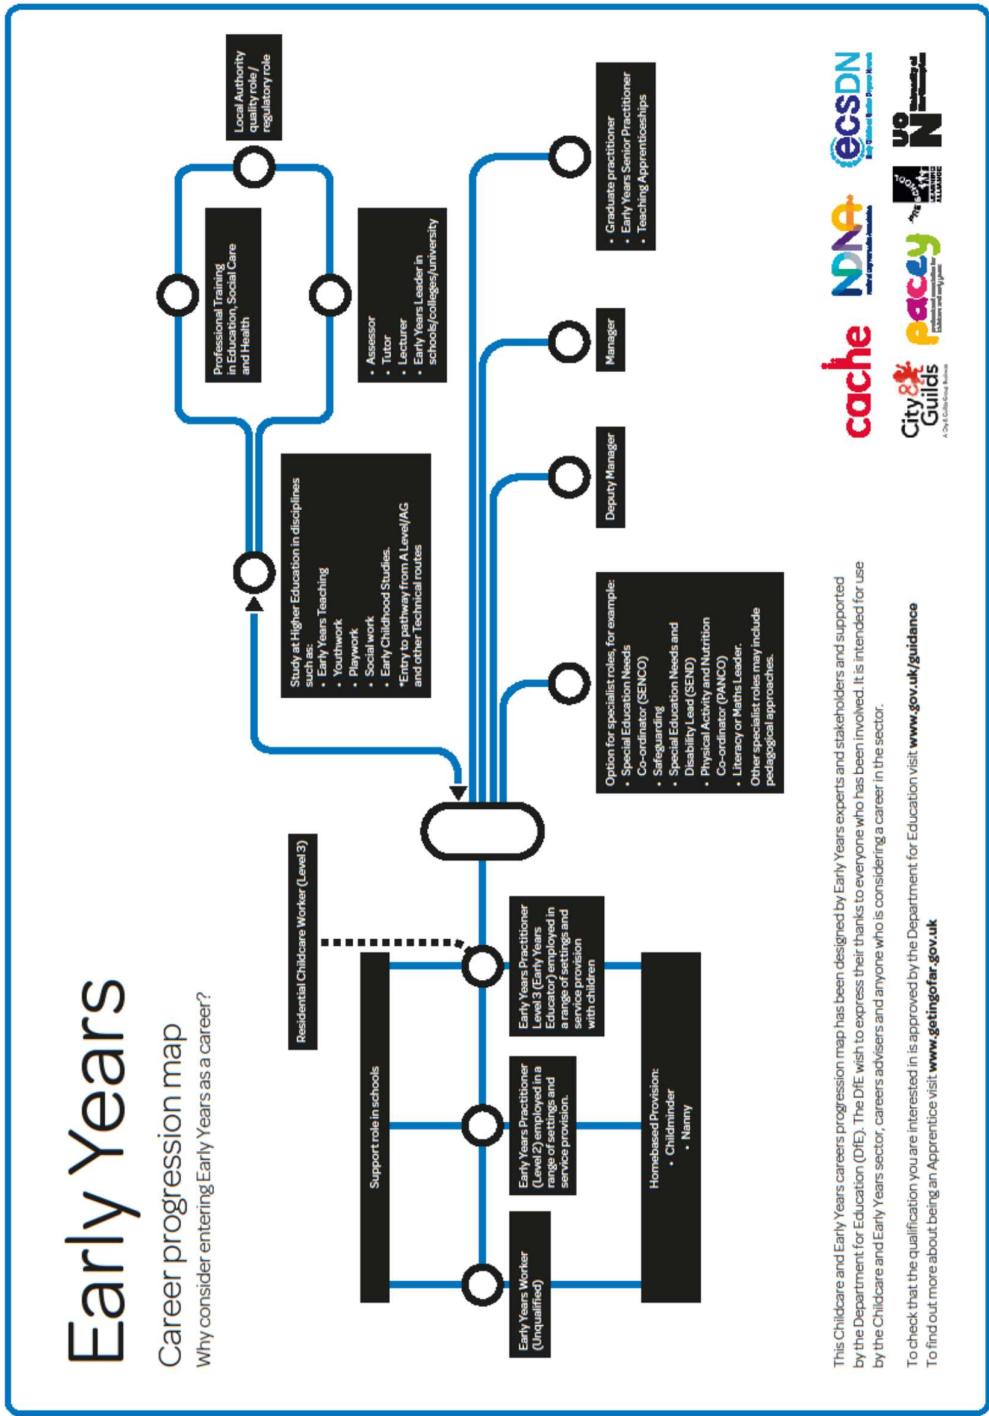 Early Years
Career progression map
Why consider entering Early Years as a career?
Support role in schools
Residential Childcare Worker (Level 3)
Early Years Worker
(Unqualified)
Early Years Practitioner
(Level 2) employed in a
range of settings and
service provision.
Early Years Practitioner
Level 3 (Early Years
Educator) employed in
a range of settings and
service provision
with children
Homebased Provision:
• Childminder
• Nanny
Study at Higher Education in disciplines
such as:
• Early Years Teaching
• Youthwork
• Playwork
• Social work
• Early Childhood Studies.
*Entry to pathway from A Level/AG
and other Technical routes
Professional Training
in Education, Social Care
and Health
• Assessor
• Tutor
• Lecturer
• Early Years Leader in
schools/colleges/university
Local Authority
quality role /
regulatory role
Option for specialist roles, for example:
• Special Education Needs
Co-ordinator (SENCO)
• Safeguarding
• Special Education Needs and
Disability Lead (SEND)
• Physical Activity and Nutrition
Co-ordinator (PANCO)
• Literacy or Maths Leader.
Other specialist roles may include
pedagogical approaches.
Deputy Manager
Manager
• Graduate practitioner
• Early Years Senior Practitioner
• Teaching Apprenticeships
This Childcare and Early Years careers progression map has been designed by Early Years experts and stakeholders and supported
by the Department for Education (DfE). The DfE wish to express their thanks to everyone who has been involved. It is intended for use
by the Childcare and Early Years sector, careers advisers and anyone who is considering a career in the sector.
To check that the qualification you are interested in is approved by the Department for Education visit www.gov.uk/guidance
To find out more about being an Apprentice visit www.getingofar.gov.uk
cache
NDNA
ecsDN
City & Guilds
A City & Guilds Group Business
pacey
UON